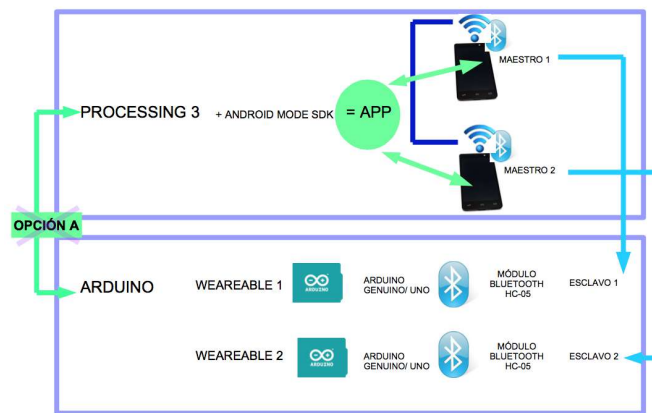 MAESTRO 1
PROCESSING 3
+ ANDROID MODE SDK
= APP
MAESTRO 2
OPCIÓN A
ARDUINO
WEAREABLE 1
ARDUINO
ARDUINO
GENUINO/ UNO
MÓDULO
BLUETOOTH
HC-05
ESCLAVO 1
WEAREABLE 2
ARDUINO
ARDUINO
GENUINO/ UNO
MÓDULO
BLUETOOTH
HC-05
ESCLAVO 2